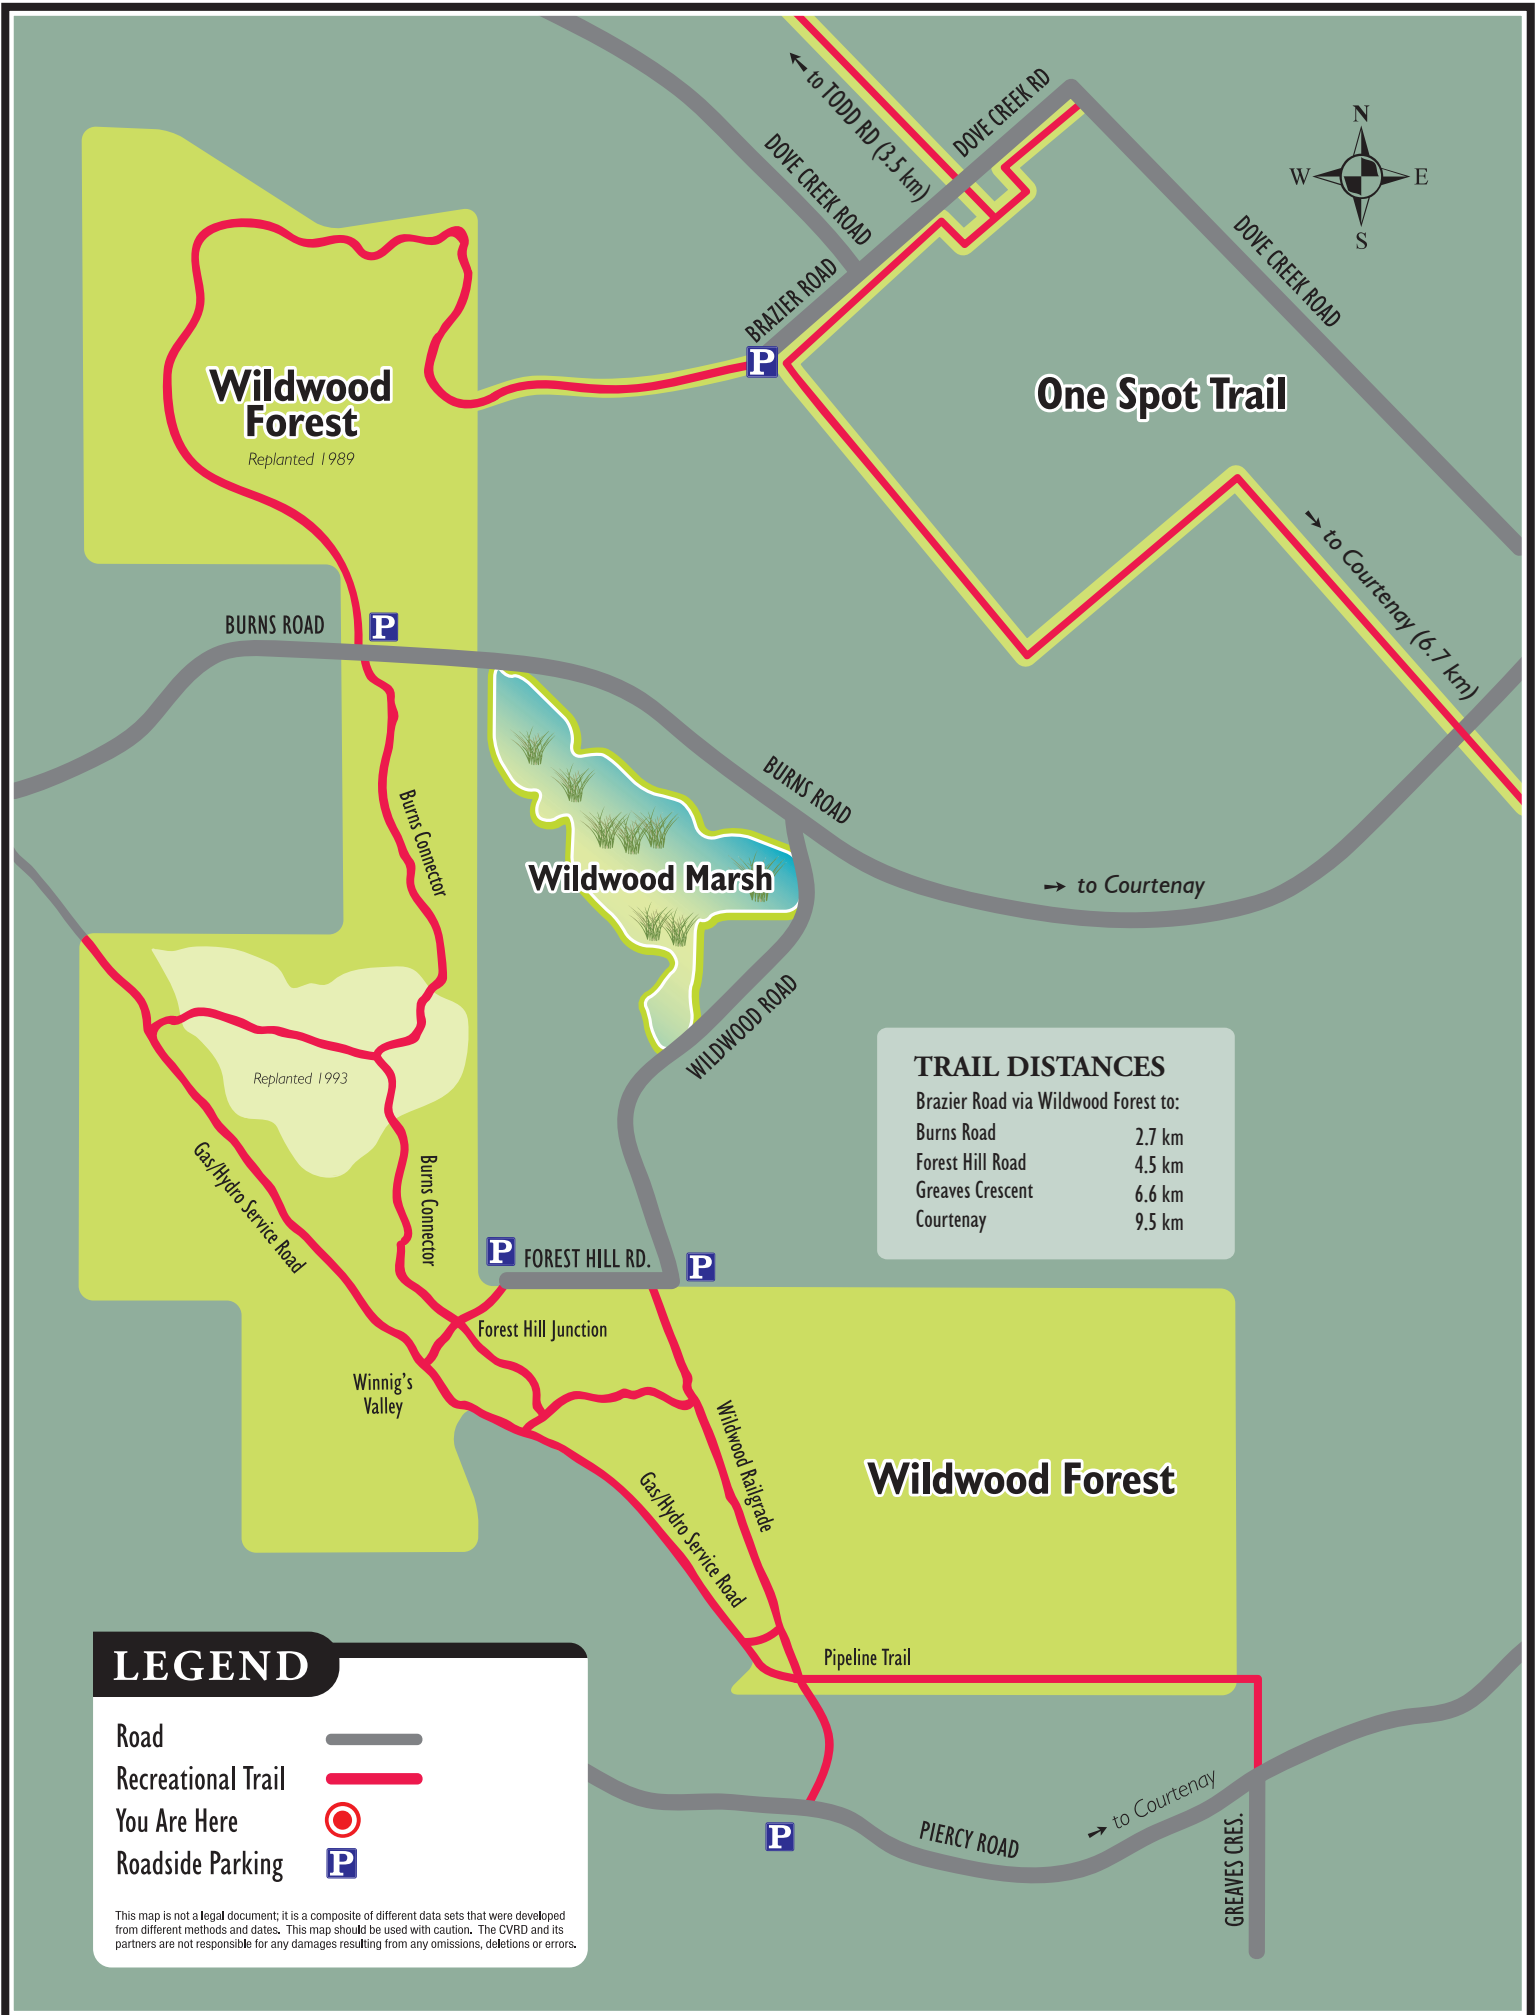 to TODD RD (3.5 km)
DOVE CREEK RD
DOVE CREEK ROAD
BRAZIER ROAD
P
N
W
E
S
DOVE CREEK ROAD
Wildwood
Forest
Replanted 1989
One Spot Trail
to Courtenay (6.7 km)
BURNS ROAD
P
Burns Connector
Wildwood Marsh
BURNS ROAD
to Courtenay
WILDWOOD ROAD
Replanted 1993
TRAIL DISTANCES
Brazier Road via Wildwood Forest to:
Burns Road 2.7 km
Forest Hill Road 4.5 km
Greaves Crescent 6.6 km
Courtenay 9.5 km
Gas/Hydro Service Road
Burns Connector
P
FOREST HILL RD.
P
Forest Hill Junction
Winnig's
Valley
Wildwood Railgrade
Gas/Hydro Service Road
Wildwood Forest
Pipeline Trail
P
PIERCY ROAD
to Courtenay
GREAVES CRES.
LEGEND
Road
Recreational Trail
You Are Here
Roadside Parking P
This map is not a legal document; it is a composite of different data sets that were developed
from different methods and dates. This map should be used with caution. The CVRD and its
partners are not responsible for any damages resulting from any omissions, deletions or errors.